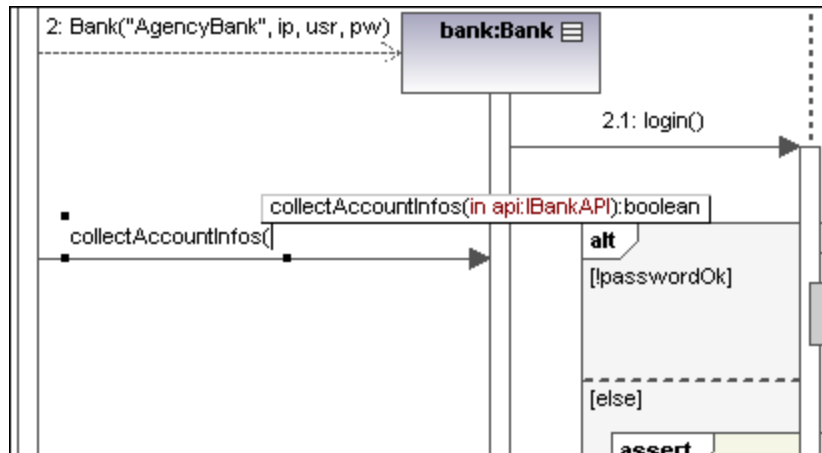 2: Bank("AgencyBank", ip, usr, pw)
bank:Bank
2.1: login()
collectAccountInfos(in api:IBankAPI):boolean
collectAccountInfos(
alt
[!passwordOk]
[else]
assert